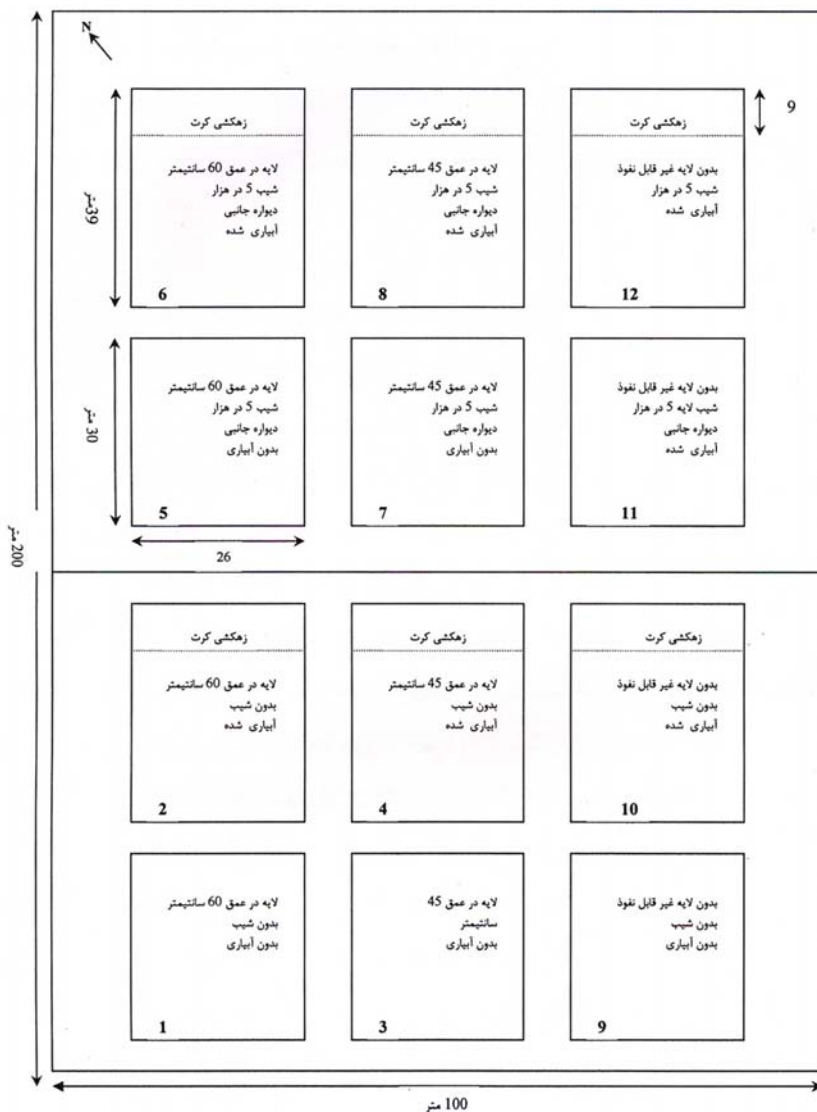 N
9
زهکشی کرت
لایه در عمق 60 سانتیمتر
شیب 5 در هزار
دیواره جانبی
آبیاری شده
6
زهکشی کرت
لایه در عمق 45 سانتیمتر
شیب 5 در هزار
دیواره جانبی
آبیاری شده
8
زهکشی کرت
بدون لایه غیر قابل نفوذ
شیب 5 در هزار
آبیاری شده
12
39متر
لایه در عمق 60 سانتیمتر
شیب 5 در هزار
دیواره جانبی
بدون آبیاری
5
لایه در عمق 45 سانتیمتر
شیب 5 در هزار
دیواره جانبی
بدون آبیاری
7
بدون لایه غیر قابل نفوذ
شیب لایه 5 در هزار
دیواره جانبی
آبیاری شده
11
30 متر
26
200 متر
زهکشی کرت
لایه در عمق 60 سانتیمتر
بدون شیب
آبیاری شده
2
زهکشی کرت
لایه در عمق 45 سانتیمتر
بدون شیب
آبیاری شده
4
زهکشی کرت
بدون لایه غیر قابل نفوذ
بدون شیب
آبیاری شده
10
لایه در عمق 60 سانتیمتر
بدون شیب
بدون آبیاری
1
لایه در عمق 45
سانتیمتر
بدون آبیاری
3
بدون لایه غیر قابل نفوذ
بدون شیب
بدون آبیاری
9
100 متر